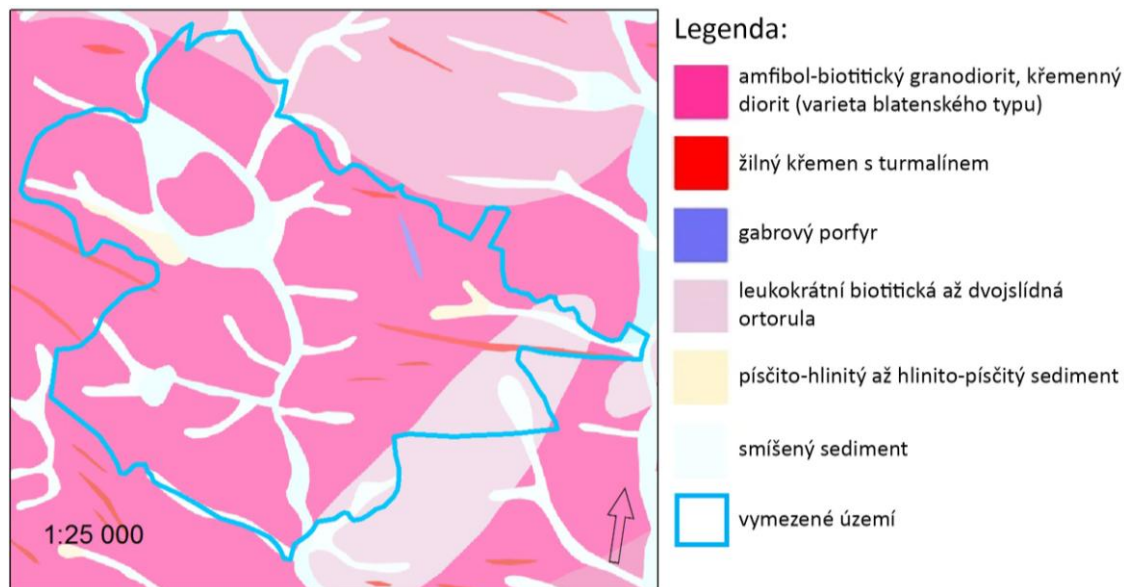 Legenda:
amfibol-biotitický granodiorit, křemenný
diorit (varieta blatenského typu)
žilný křemen s turmalínem
gabrový porfyr
leukokrátní biotitická až dvojslídná
ortorula
písčito-hlinitý až hlinito-písčitý sediment
smíšený sediment
vymezené území
1:25 000